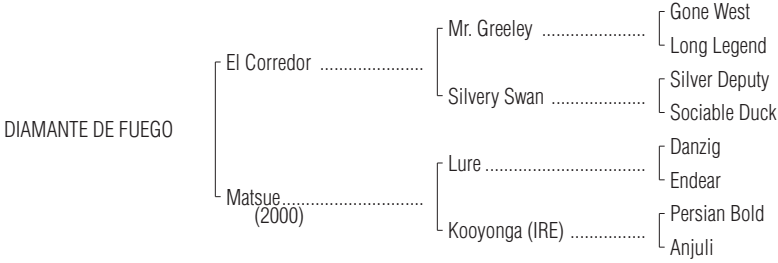 Gone West
Mr. Greeley ......................
Long Legend
El Corredor ......................
Silver Deputy
Silvery Swan ....................
Sociable Duck
DIAMANTE DE FUEGO
Danzig
Lure ..................................
Endear
Matsue..............................
(2000)
Persian Bold
Kooyonga (IRE) ................
Anjuli